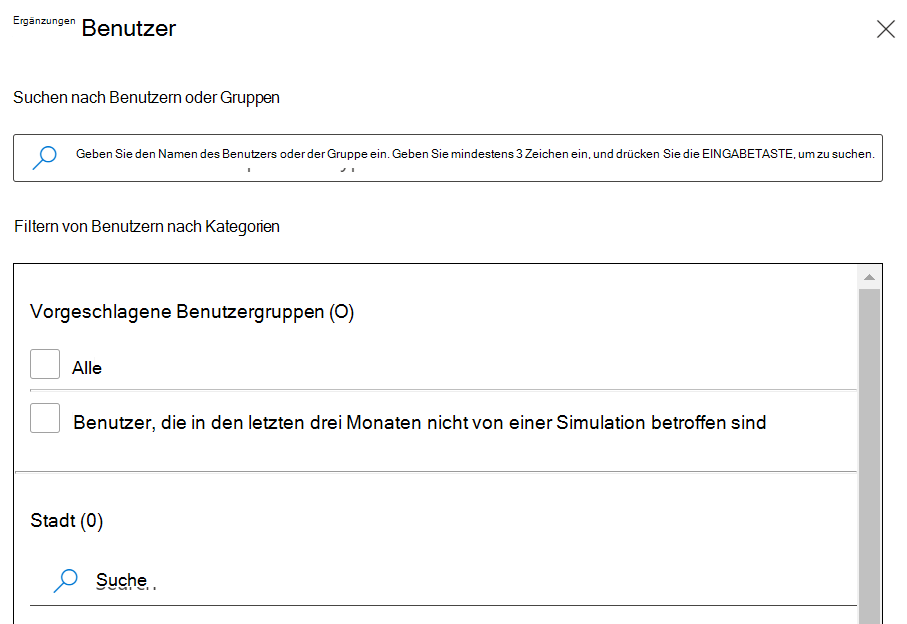 Ergänzungen Benutzer
Suchen nach Benutzern oder Gruppen
Geben Sie den Namen des Benutzers oder der Gruppe ein. Geben Sie mindestens 3 Zeichen ein, und drücken Sie die EINGABETASTE, um zu suchen.
Filtern von Benutzern nach Kategorien
Vorgeschlagene Benutzergruppen (O)
Alle
Benutzer, die in den letzten drei Monaten nicht von einer Simulation betroffen sind
Stadt (0)
Suche